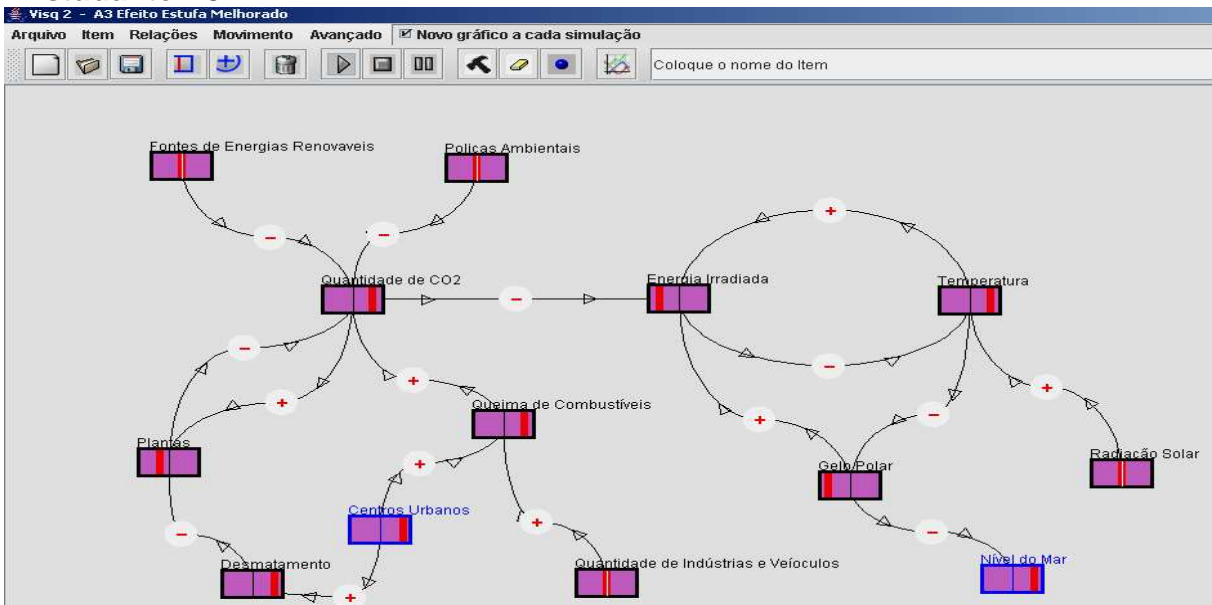 Visq 2 - A3 Efeito Estufa Melhorado
Arquivo Item Relações Movimento Avançado Novo gráfico a cada simulação
Coloque o nome do Item
Fontes de Energias Renovaveis
Policas Ambientais
Quantidade de CO2
Energia Irradiada
Temperatura
Queima de Combustíveis
Plantas
Gelo Polar
Radiação Solar
Centros Urbanos
Desmatamento
Quantidade de Indústrias e Veíoculos
Nível do Mar